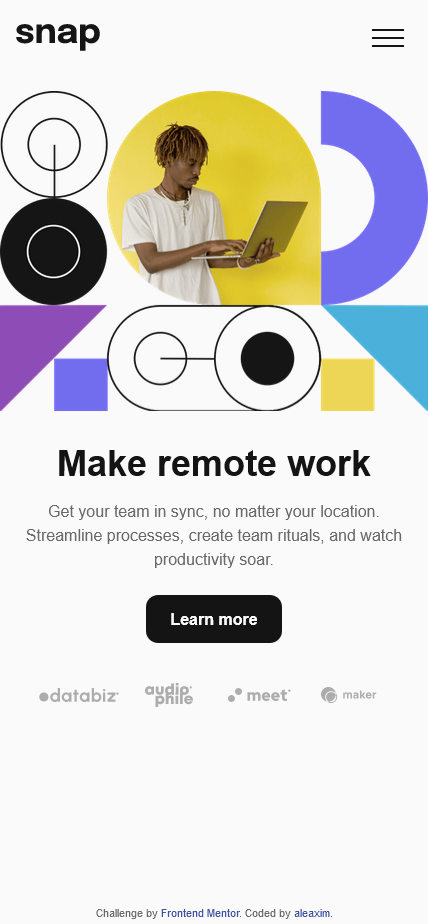 snap
Make remote work
Get your team in sync, no matter your location.
Streamline processes, create team rituals, and watch
productivity soar.
Learn more
databiz
audiophile
meet
maker
Challenge by Frontend Mentor. Coded by aleaxim.